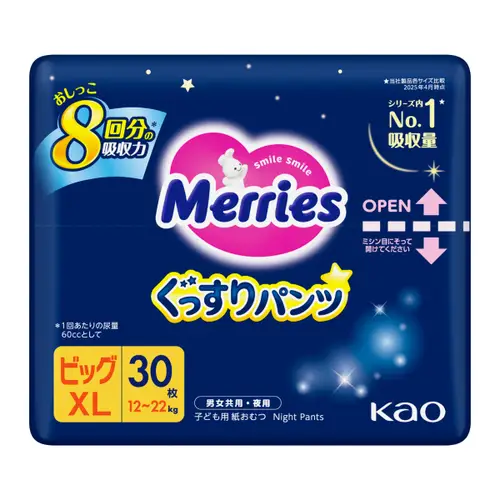 おしっこ
8回分の*
吸収力
*当社製品各サイズ比較
2025年4月時点
シリーズ内
No.1*
吸収量
smile smile
Merries
OPEN
ミシン目にそって
開けてください
ぐっすりパンツ
*1回あたりの尿量
60ccとして
ビッグ
XL
30枚
12~22kg
男女共用・夜用
子ども用 紙おむつ Night Pants
Kao